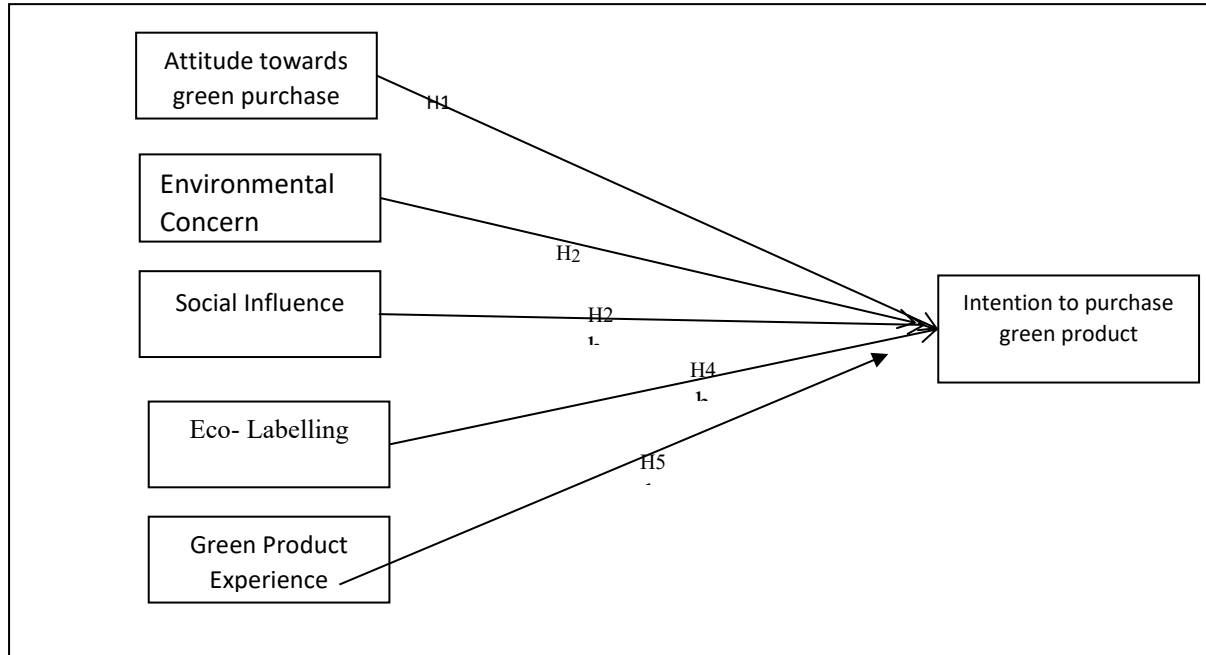 Attitude towards
green purchase
H1
Environmental
Concern
H2
Social Influence
H2
Intention to purchase
green product
H4
Eco- Labelling
H5
Green Product
Experience